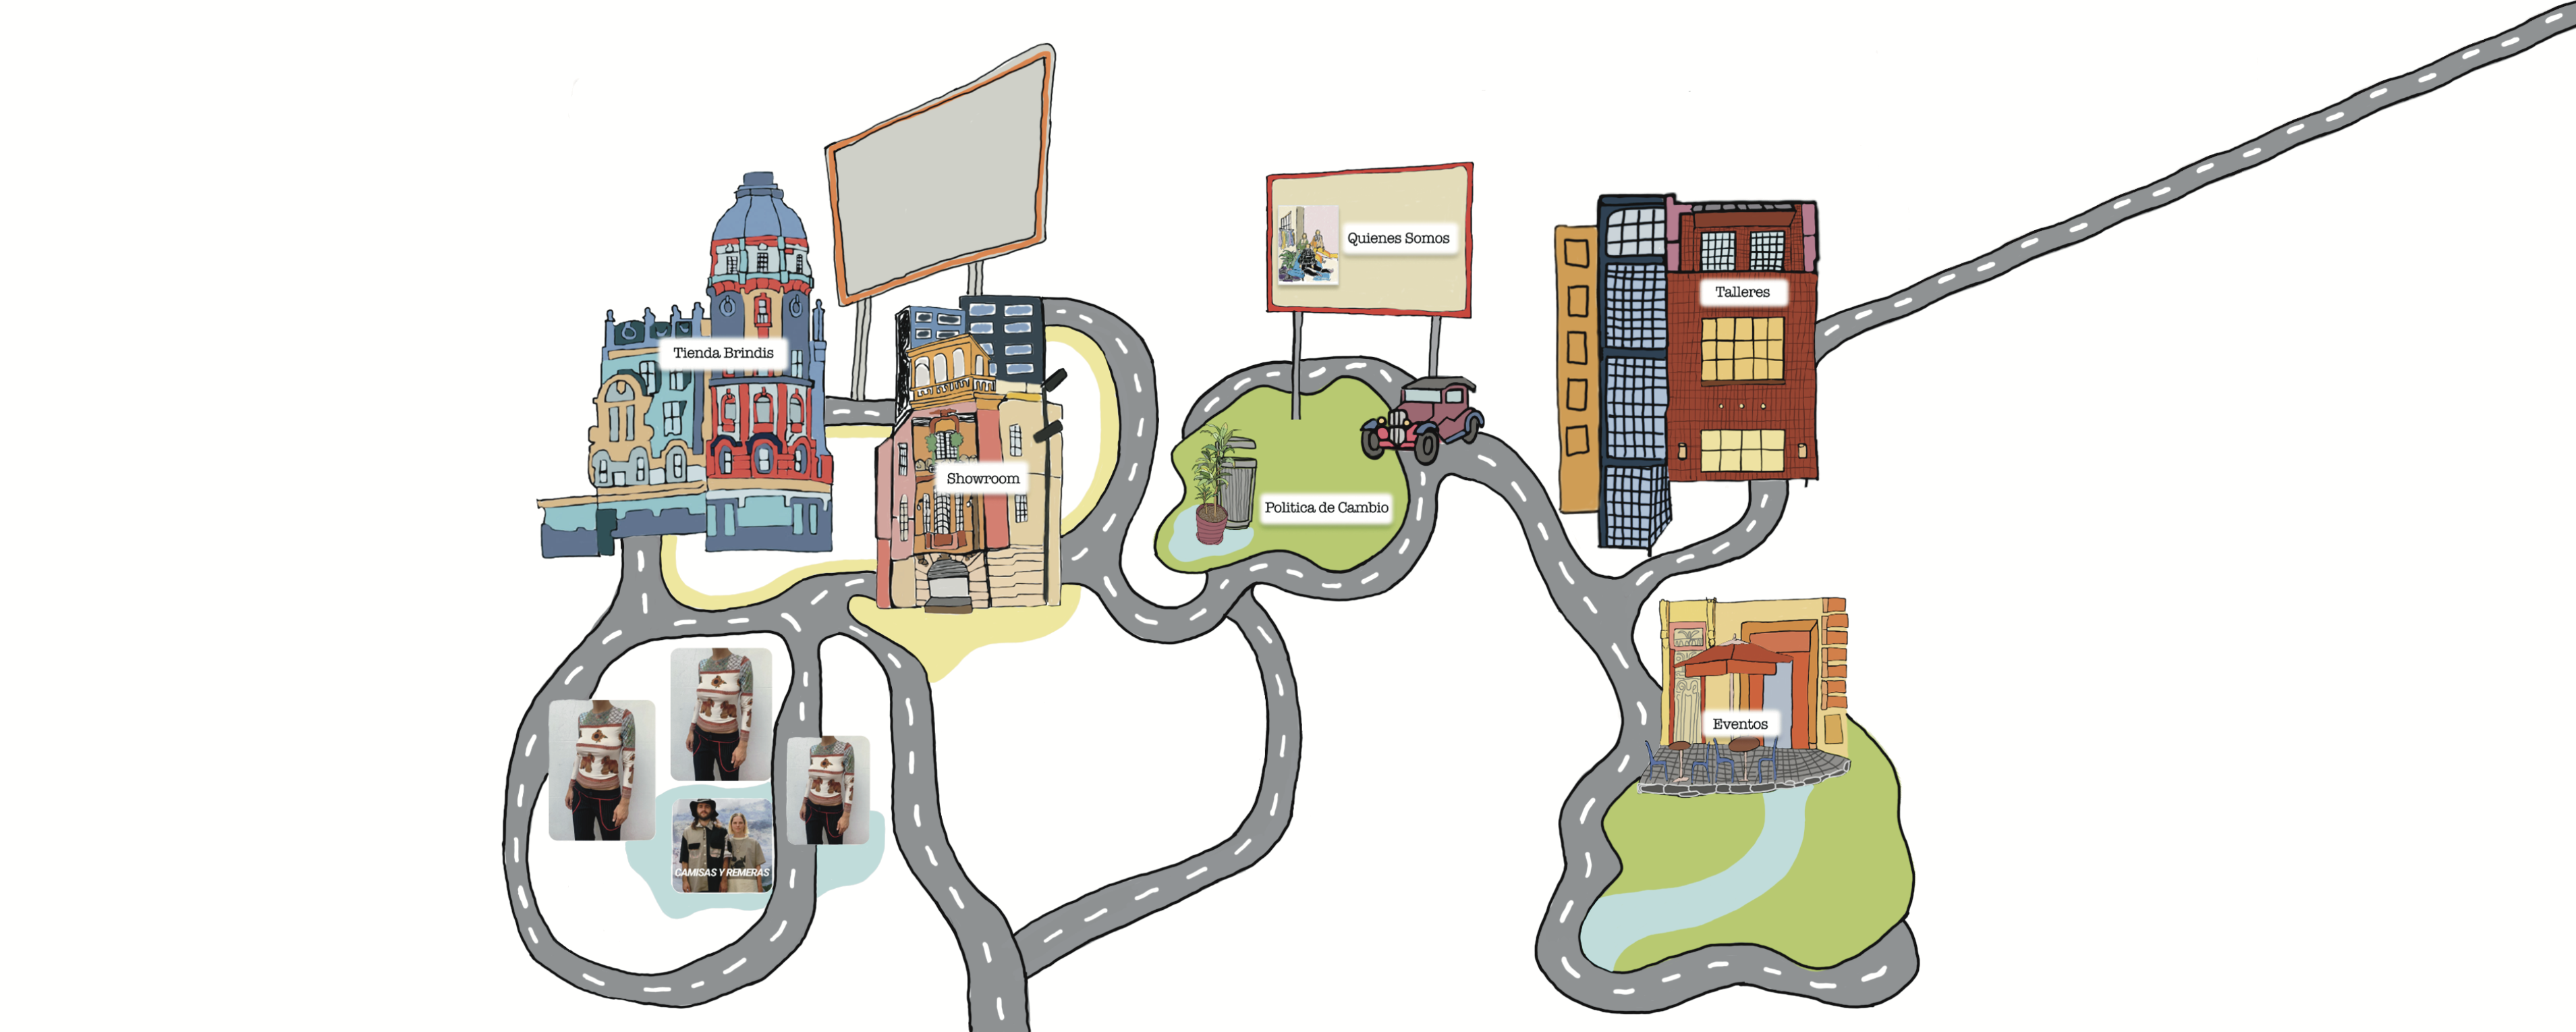 Quienes Somos
Talleres
Tienda Brindis
Showroom
Politica de Cambio
Eventos
CAMISAS Y REMERAS